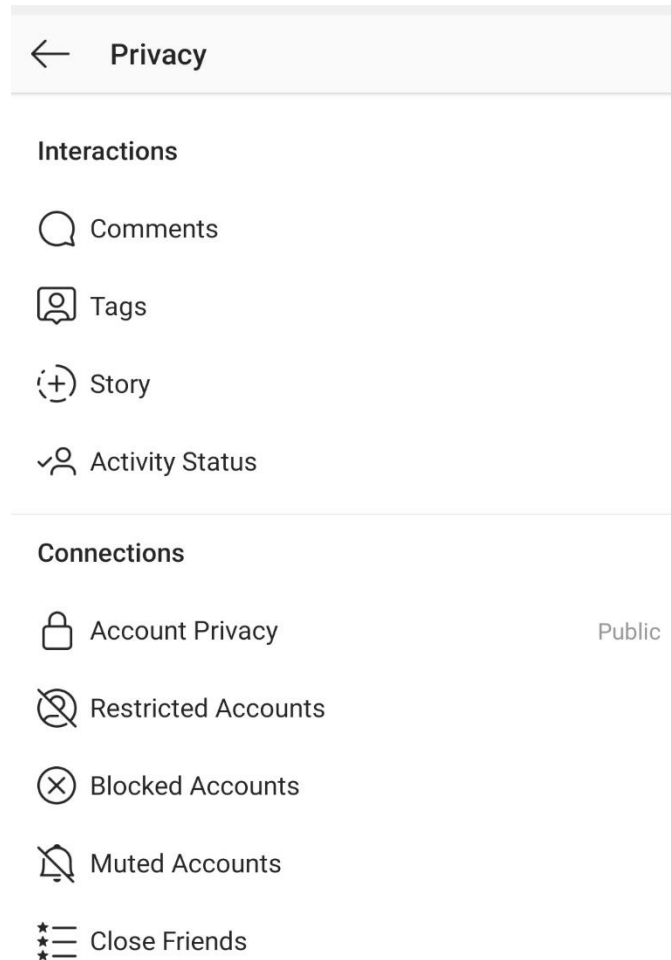 Privacy
Interactions
Comments
Tags
Story
Activity Status
Connections
Account Privacy Public
Restricted Accounts
Blocked Accounts
Muted Accounts
Close Friends